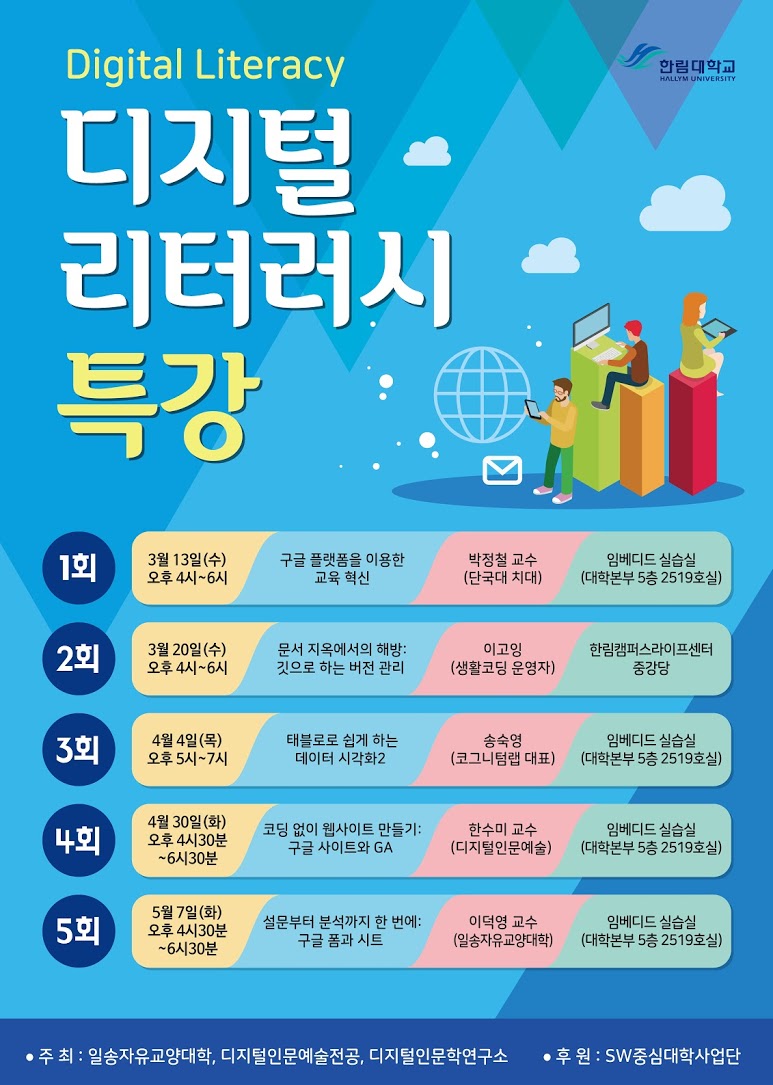 Digital Literacy
한림대학교
HALLYM UNIVERSITY
디지털
리터러시
특강
1회
3월 13일(수)
오후 4시~6시
구글 플랫폼을 이용한
교육 혁신
박정철 교수
(단국대 치대)
임베디드 실습실
(대학본부 5층 2519호실)
2회
3월 20일(수)
오후 4시~6시
문서 지옥에서의 해방:
깃으로 하는 버전 관리
이고잉
(생활코딩 운영자)
한림캠퍼스라이프센터
중강당
3회
4월 4일(목)
오후 5시~7시
태블로로 쉽게 하는
데이터 시각화2
송숙영
(코그니텀랩 대표)
임베디드 실습실
(대학본부 5층 2519호실)
4회
4월 30일(화)
오후 4시30분
~6시30분
코딩 없이 웹사이트 만들기:
구글 사이트와 GA
한수미 교수
(디지털인문예술)
임베디드 실습실
(대학본부 5층 2519호실)
5회
5월 7일(화)
오후 4시30분
~6시30분
설문부터 분석까지 한 번에:
구글 폼과 시트
이덕영 교수
(일송자유교양대학)
임베디드 실습실
(대학본부 5층 2519호실)
● 주 최 : 일송자유교양대학, 디지털인문예술전공, 디지털인문학연구소
● 후 원 : SW중심대학사업단